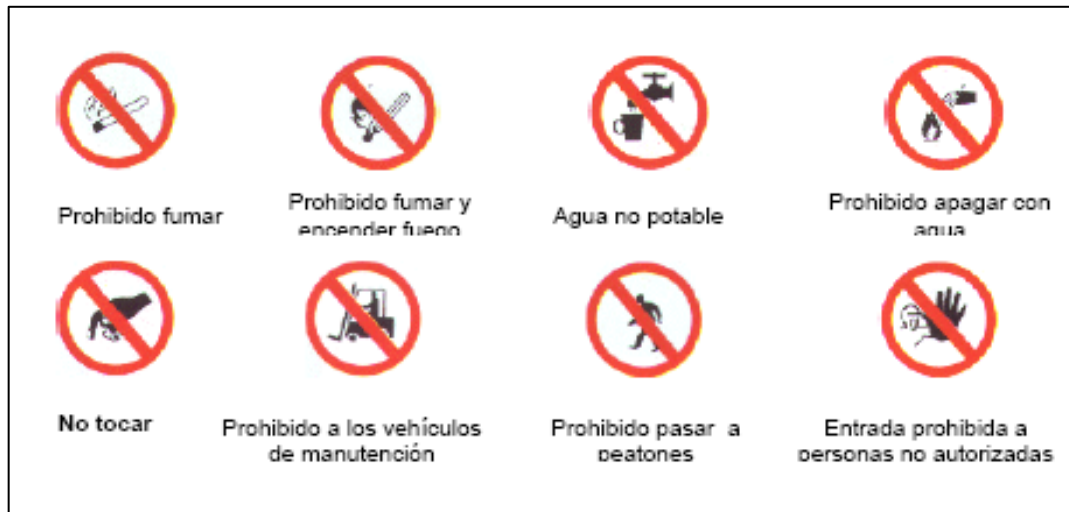 Prohibido fumar
Prohibido fumar y
encender fuego
Agua no potable
Prohibido apagar con
agua
No tocar
Prohibido a los vehículos
de manutención
Prohibido pasar a
peatones
Entrada prohibida a
personas no autorizadas